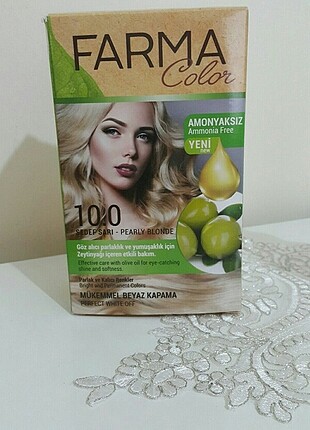 FARMA
Color
AMONYAKSIZ
Ammonia Free
YENİ
new
10.0
SEDEF SARI - PEARLY BLONDE
Göz alıcı parlaklık ve yumuşaklık için
Zeytinyağı içeren etkili bakım.
Effective care with olive oil for eye-catching
shine and softness.
Parlak ve Kalıcı Renkler
Bright and Permanent Colors
MÜKEMMEL BEYAZ KAPAMA
PERFECT WHITE OFF